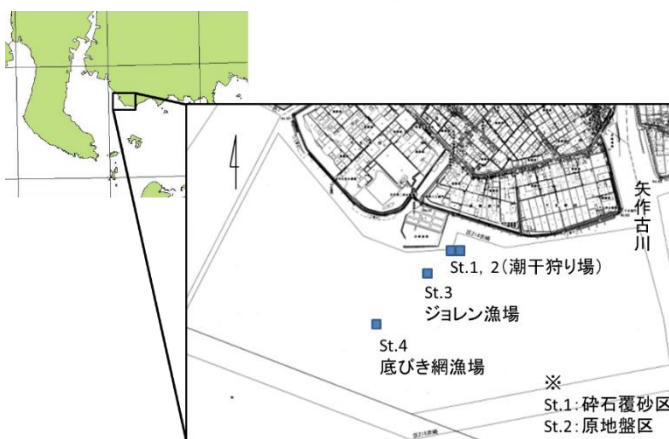 矢作古川
St.1, 2(潮干狩り場)
St.3
ジョレン漁場
St.4
底びき網漁場
※
St.1:砕石覆砂区
St.2:原地盤区